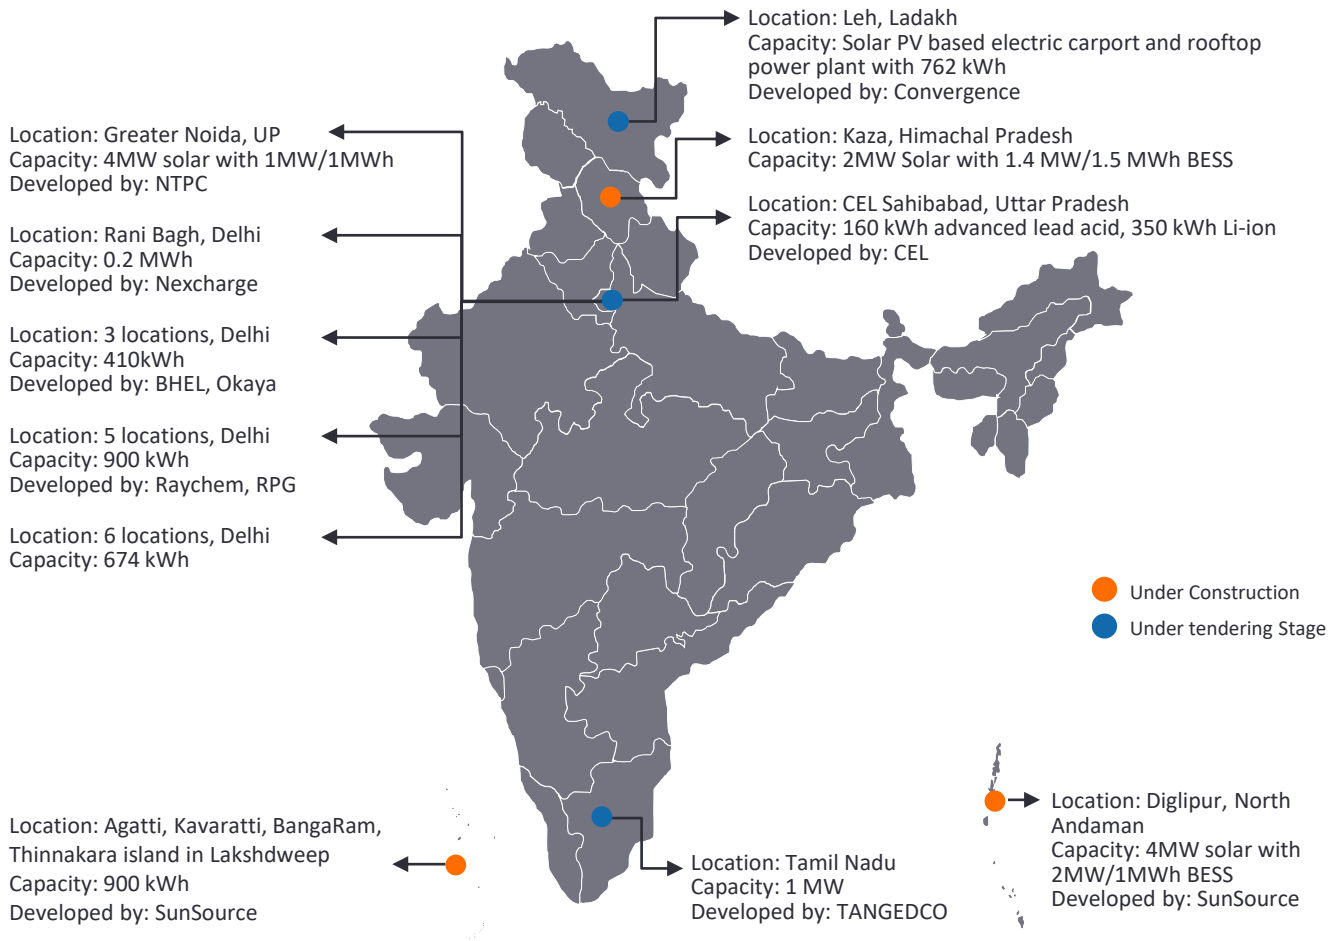 Location: Leh, Ladakh
Capacity: Solar PV based electric carport and rooftop
power plant with 762 kWh
Developed by: Convergence
Location: Greater Noida, UP
Capacity: 4MW solar with 1MW/1MWh
Developed by: NTPC
Location: Kaza, Himachal Pradesh
Capacity: 2MW Solar with 1.4 MW/1.5 MWh BESS
Location: CEL Sahibabad, Uttar Pradesh
Capacity: 160 kWh advanced lead acid, 350 kWh Li-ion
Developed by: CEL
Location: Rani Bagh, Delhi
Capacity: 0.2 MWh
Developed by: Nexcharge
Location: 3 locations, Delhi
Capacity: 410kWh
Developed by: BHEL, Okaya
Location: 5 locations, Delhi
Capacity: 900 kWh
Developed by: Raychem, RPG
Location: 6 locations, Delhi
Capacity: 674 kWh
Under Construction
Under tendering Stage
Location: Agatti, Kavaratti, BangaRam,
Thinnakara island in Lakshdweep
Capacity: 900 kWh
Developed by: SunSource
Location: Tamil Nadu
Capacity: 1 MW
Developed by: TANGEDCO
Location: Diglipur, North
Andaman
Capacity: 4MW solar with
2MW/1MWh BESS
Developed by: SunSource